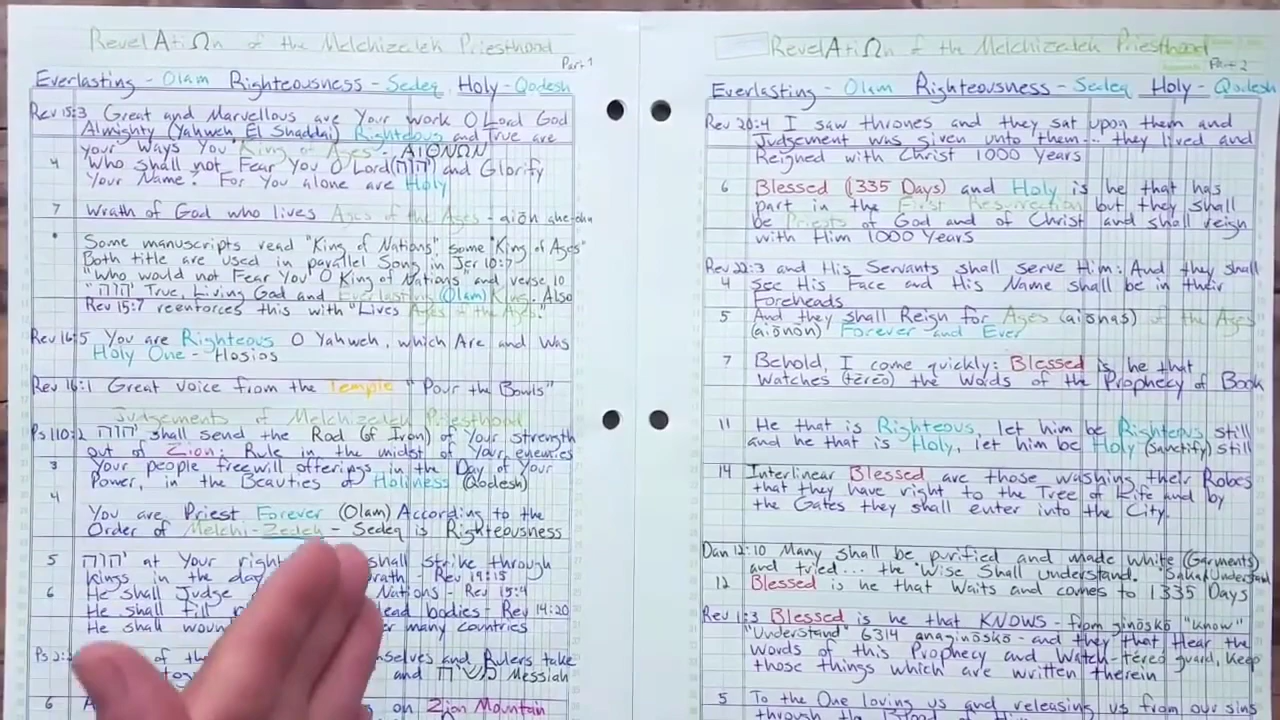 RevelAtiΩn of the Melchizedek Priesthood
Part 1
Everlasting - Olam Righteousness - Sedeq Holy - Qodesh
Rev 15:3 Great and Marvellous are Your work O Lord God
Almighty (Yahweh El Shaddai) Righteous and True are
your Ways You King of Ages - AIONΩN
4 Who shall not Fear You O Lord (יהוה) and Glorify
Your Name? For You alone are Holy
7 Wrath of God who lives Ages of the Ages - aiōn
• Some manuscripts read "King of Nations", some "King of Ages"
Both title are used in parallel Song in Jer 10:7
"Who would not Fear You O King of Nations" and verse 10
"יהוה True, Living God and Everlasting (Olam) King. Also
Rev 15:7 reenforces this with "Lives Ages of the Ages."
Rev 16:5 You are Righteous O Yahweh, which Are and Was
Holy One - Hosios
Rev 16:1 Great Voice from the Temple "Pour the Bowls"
Judgements of Melchizedek Priesthood
Ps 110:2 יהוה shall send the Rod (of Iron) of Your strength
out of Zion: Rule in the midst of Your enemies
3 Your people freewill offerings in the Day of Your
Power, in the Beauties of Holiness (Qodesh)
4
You are Priest Forever (Olam) According to the
Order of Melchi-Zedek - Sedeq is Righteousness
5 יהוה at Your right shall strike through
Kings in the day Rev 19:15
6 He shall Judge Nations - Rev 15:4
He shall fill dead bodies - Rev 14:20
He shall wound many countries
Ps 2: of the and Rulers take
and Messiah
6 on Zion Mountain
RevelAtiΩn of the Melchizedek Priesthood
Part 2
Everlasting - Olam Righteousness - Sedeq Holy - Qodesh
Rev 20:4 I saw thrones and they sat upon them and
Judgement was given unto them... they lived and
Reigned with Christ 1000 Years
6 Blessed (1335 Days) and Holy is he that has
part in the First Resurrection but they shall
be Priests of God and of Christ and shall reign
with Him 1000 Years
Rev 22:3 and His Servants shall serve Him: And they shall
4 see His Face and His Name shall be in their
Foreheads
5 And they shall Reign for Ages (aiōnas) of the Ages
(aiōnōn) Forever and Ever
7 Behold, I come quickly: Blessed is he that
Watches (tēreō) the Words of the Prophecy of Book
11 He that is Righteous, let him be Righteous still
and he that is Holy, let him be Holy (Sanctify) still
14 Interlinear Blessed are those washing their Robes
that they have right to the Tree of Life and by
the Gates they shall enter into the City.
Dan 12:10 Many shall be purified and made white (Garments)
and tried... the Wise Shall understand.
12 Blessed is he that Waits and comes to 1335 Days
Rev 1:3 Blessed is he that KNOWS - from ginōskō "know"
"Understand" 6314 anaginōskō - and they that Hear the
Words of this Prophecy and Watch - tēreō guard, keep
those things which are written therein
5 To the One loving us and releasing us from our sins
through the Blood of